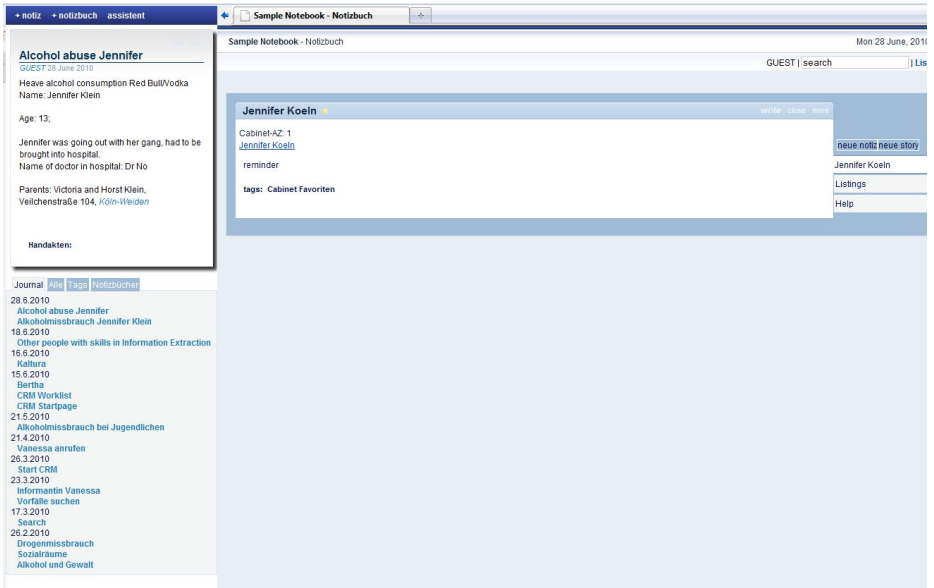 + notiz + notizbuch assistent
Sample Notebook - Notizbuch
Alcohol abuse Jennifer
GUEST 28 June 2010
Heave alcohol consumption Red Bull/Vodka
Name: Jennifer Klein
Age: 13;
Jennifer was going out with her gang, had to be
brought into hospital.
Name of doctor in hospital: Dr No
Parents: Victoria and Horst Klein,
Veilchenstraße 104, Köln-Weiden
Handakten:
Journal Alle Tags Notizbücher
28.6.2010
Alcohol abuse Jennifer
Alkoholmissbrauch Jennifer Klein
18.6.2010
Other people with skills in Information Extraction
16.6.2010
Kaltura
15.6.2010
Bertha
CRM Worklist
CRM Startpage
21.5.2010
Alkoholmissbrauch bei Jugendlichen
21.4.2010
Vanessa anrufen
26.3.2010
Start CRM
23.3.2010
Informantin Vanessa
Vorfälle suchen
17.3.2010
Search
26.2.2010
Drogenmissbrauch
Sozialräume
Alkohol und Gewalt
Sample Notebook - Notizbuch Mon 28 June, 2010
GUEST | search | Lis
Jennifer Koeln write close more
Cabinet-AZ: 1
Jennifer Koeln
reminder
tags: Cabinet Favoriten
neue notiz neue story
Jennifer Koeln
Listings
Help